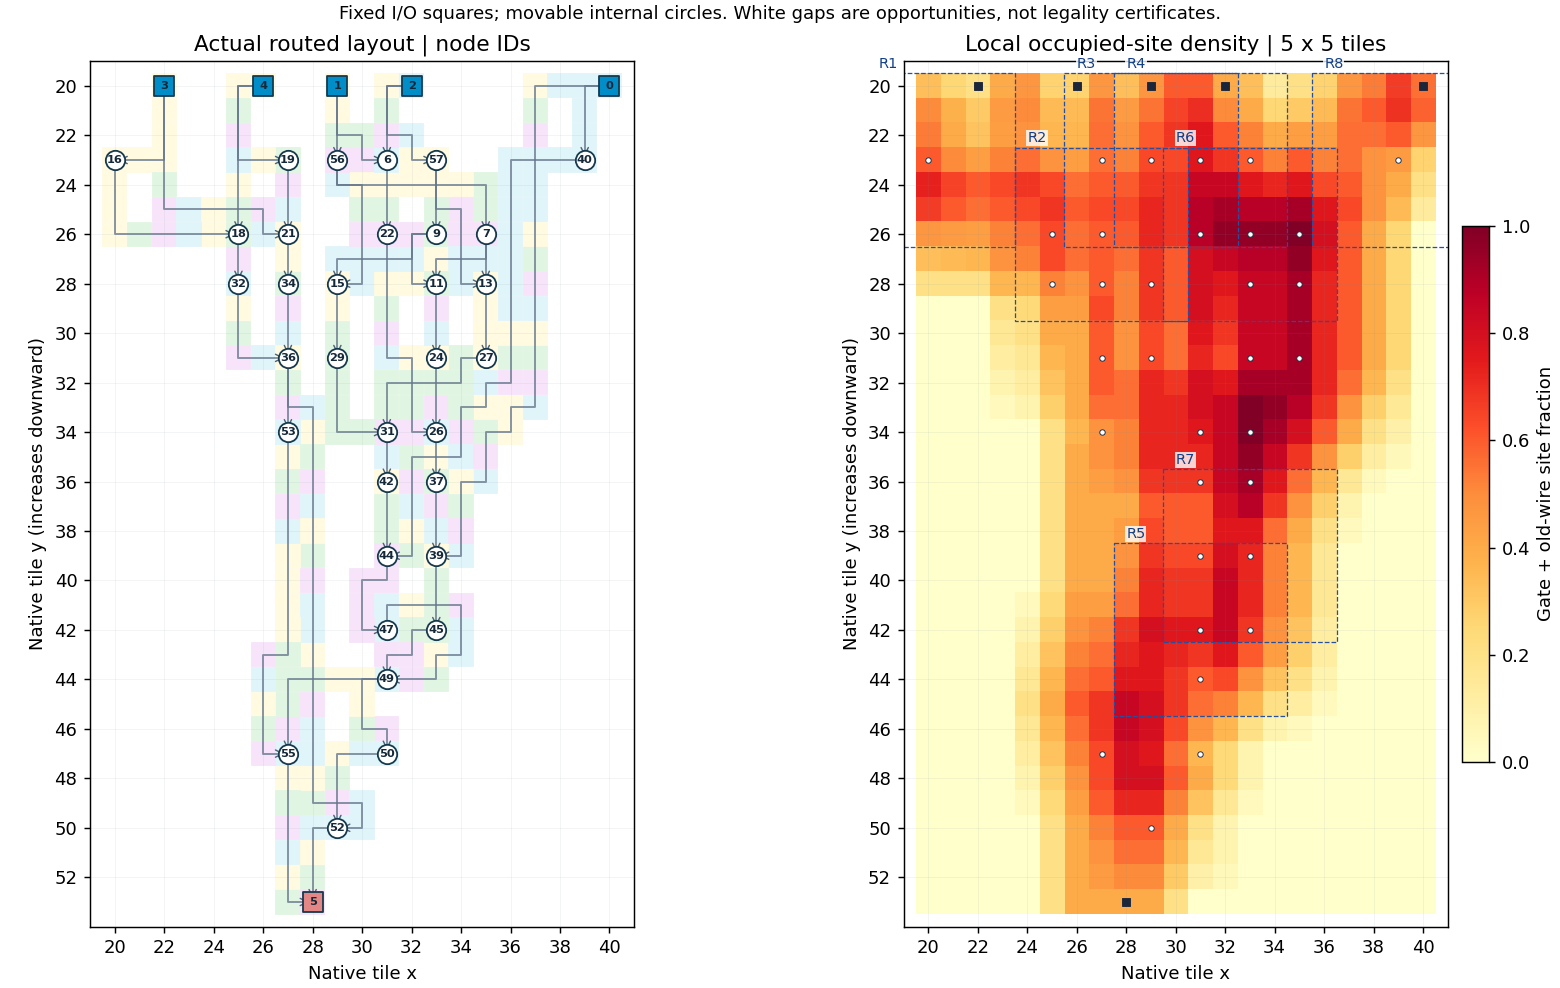 Fixed I/O squares; movable internal circles. White gaps are opportunities, not legality certificates.
Actual routed layout | node IDs
3 4 1 2 0
16 19 56 6 57 40
18 21 22 9 7
32 34 15 11 13
36 29 24 27
53 31 26
42 37
44 39
47 45
49
55 50
52
5
20
22
24
26
28
30
32
34
36
38
40
42
44
46
48
50
52
20 22 24 26 28 30 32 34 36 38 40
Native tile x
Native tile y (increases downward)
Local occupied-site density | 5 x 5 tiles
R1 R3 R4 R8
R2 R6
R7
R5
20
22
24
26
28
30
32
34
36
38
40
42
44
46
48
50
52
20 22 24 26 28 30 32 34 36 38 40
Native tile x
Native tile y (increases downward)
1.0
0.8
0.6
0.4
0.2
0.0
Gate + old-wire site fraction